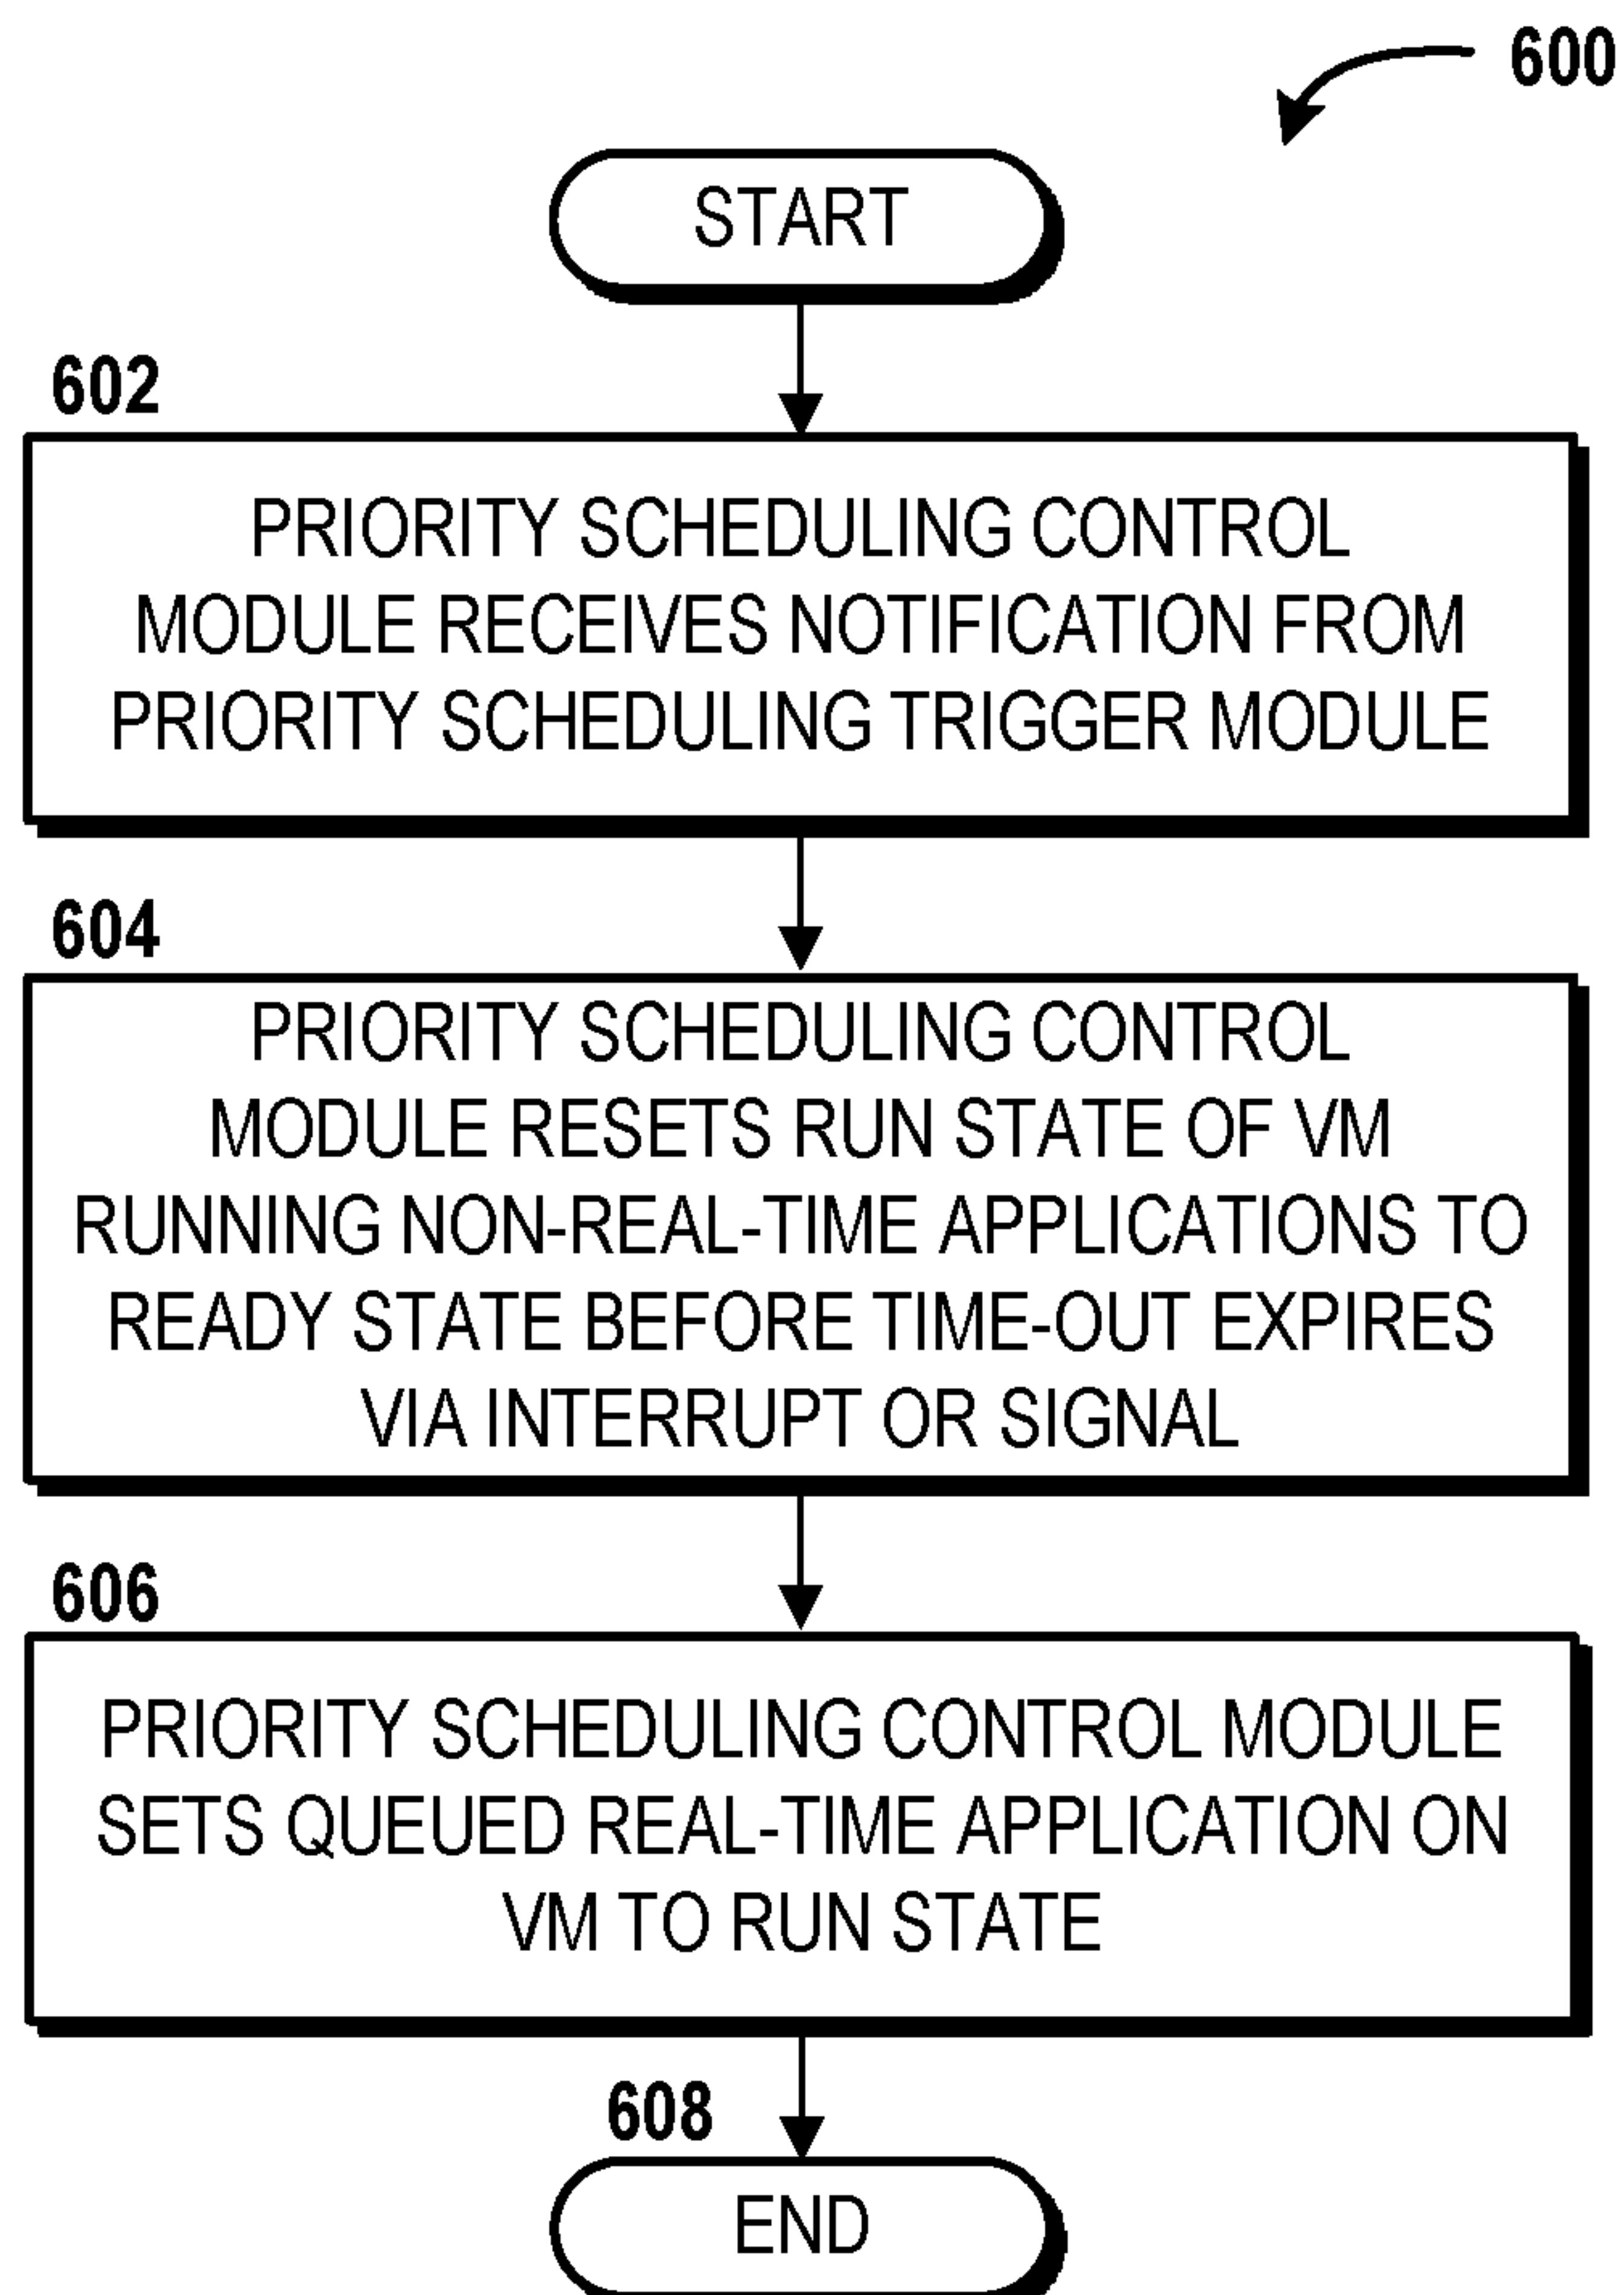 600
START
602
PRIORITY SCHEDULING CONTROL
MODULE RECEIVES NOTIFICATION FROM
PRIORITY SCHEDULING TRIGGER MODULE
604
PRIORITY SCHEDULING CONTROL
MODULE RESETS RUN STATE OF VM
RUNNING NON-REAL-TIME APPLICATIONS TO
READY STATE BEFORE TIME-OUT EXPIRES
VIA INTERRUPT OR SIGNAL
606
PRIORITY SCHEDULING CONTROL MODULE
SETS QUEUED REAL-TIME APPLICATION ON
VM TO RUN STATE
608
END